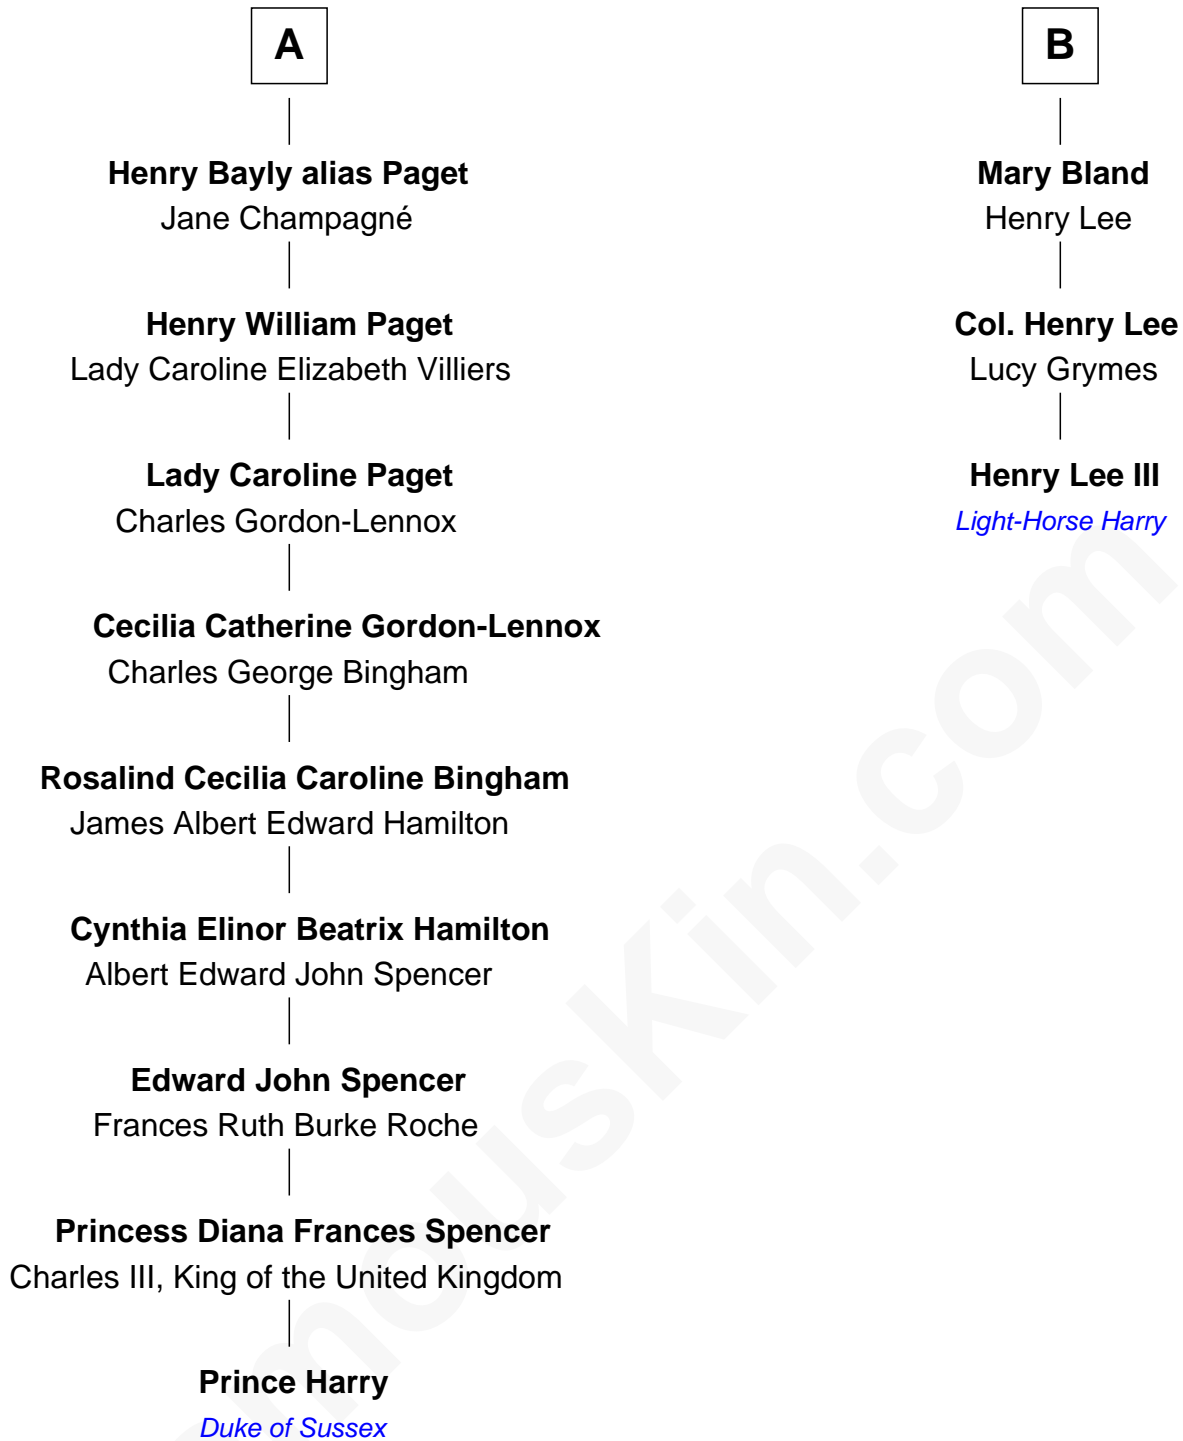 A
Henry Bayly alias Paget
Jane Champagné
Henry William Paget
Lady Caroline Elizabeth Villiers
Lady Caroline Paget
Charles Gordon-Lennox
Cecilia Catherine Gordon-Lennox
Charles George Bingham
Rosalind Cecilia Caroline Bingham
James Albert Edward Hamilton
Cynthia Elinor Beatrix Hamilton
Albert Edward John Spencer
Edward John Spencer
Frances Ruth Burke Roche
Princess Diana Frances Spencer
Charles III, King of the United Kingdom
Prince Harry
Duke of Sussex
B
Mary Bland
Henry Lee
Col. Henry Lee
Lucy Grymes
Henry Lee III
Light-Horse Harry
mousKin.com